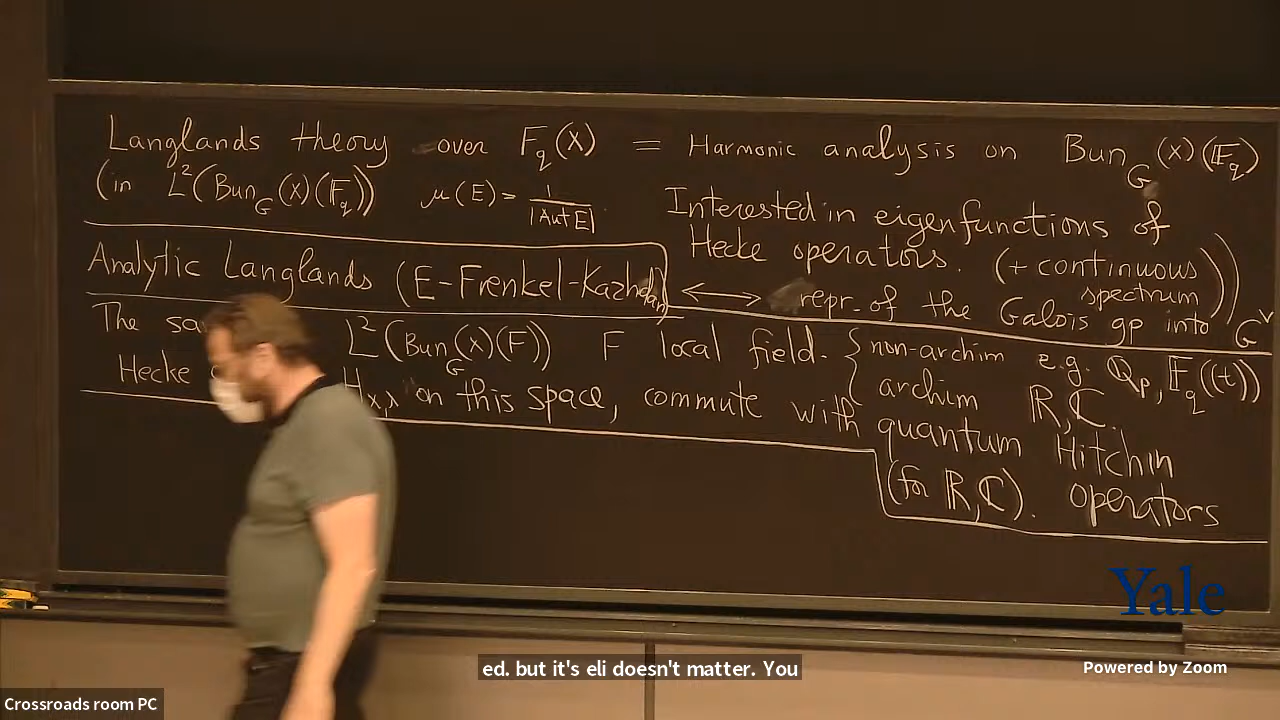 Langlands theory over F_q(X) = Harmonic analysis on Bun_G(X)(𝔽_q)
(in L²(Bun_G(X)(𝔽_q)) μ(E) = 1/|Aut E|
Interested in eigenfunctions of
Hecke operators. (+ continuous
spectrum))
Analytic Langlands (E-Frenkel-Kazhdan) ⟷ repr. of the Galois gp into G^∨
The sa L²(Bun_G(X)(F)) F local field. { non-archim e.g. ℚ_p, 𝔽_q((t))
archim ℝ, ℂ.
Hecke H_{x,λ} on this space, commute with
quantum Hitchin
(for ℝ, ℂ). operators
Yale
ed. but it's eli doesn't matter. You
Powered by Zoom
Crossroads room PC